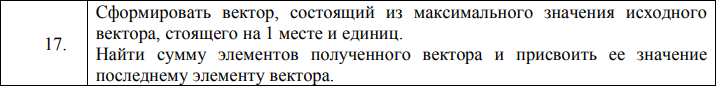 17.
Сформировать вектор, состоящий из максимального значения исходного
вектора, стоящего на 1 месте и единиц.
Найти сумму элементов полученного вектора и присвоить ее значение
последнему элементу вектора.